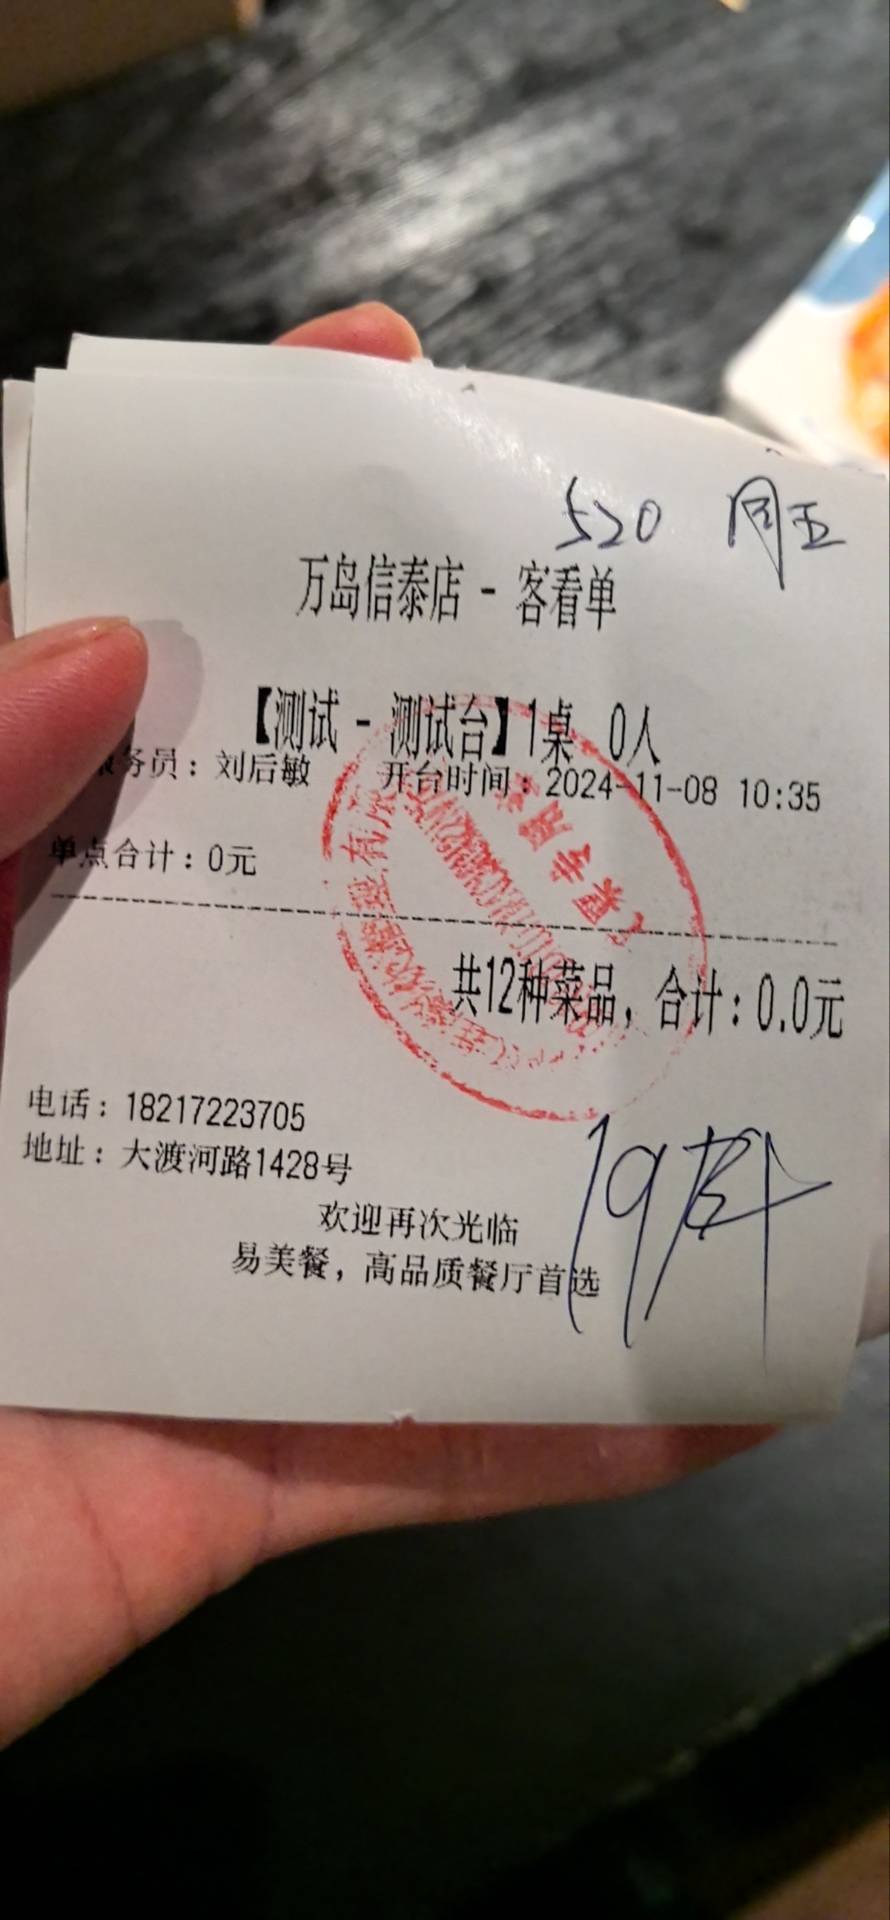 520 周五
万岛信泰店 - 客看单
【测试 - 测试台】1桌 0人
服务员：刘后敏 开台时间：2024-11-08 10:35
单点合计：0元
共12种菜品，合计：0.0元
电话：18217223705
地址：大渡河路1428号
欢迎再次光临
易美餐，高品质餐厅首选